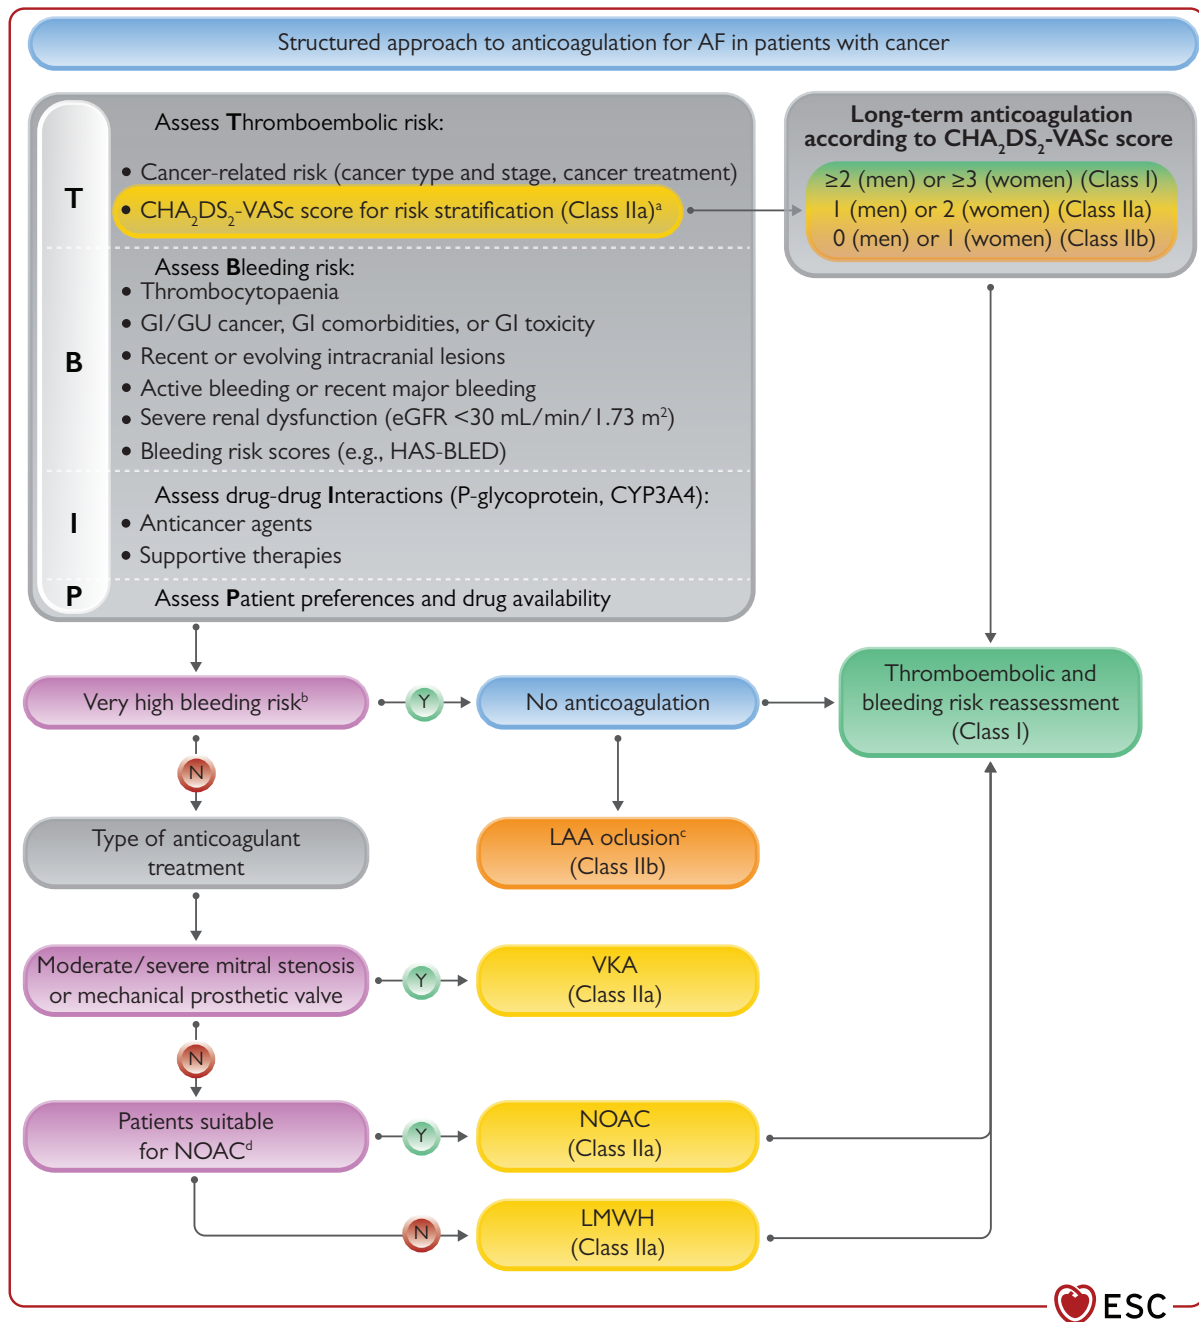 Structured approach to anticoagulation for AF in patients with cancer
T
Assess Thromboembolic risk:
• Cancer-related risk (cancer type and stage, cancer treatment)
• CHA₂DS₂-VASc score for risk stratification (Class IIa)ᵃ
Long-term anticoagulation
according to CHA₂DS₂-VASc score
≥2 (men) or ≥3 (women) (Class I)
1 (men) or 2 (women) (Class IIa)
0 (men) or 1 (women) (Class IIb)
B
Assess Bleeding risk:
• Thrombocytopaenia
• GI/GU cancer, GI comorbidities, or GI toxicity
• Recent or evolving intracranial lesions
• Active bleeding or recent major bleeding
• Severe renal dysfunction (eGFR <30 mL/min/1.73 m²)
• Bleeding risk scores (e.g., HAS-BLED)
I
Assess drug-drug Interactions (P-glycoprotein, CYP3A4):
• Anticancer agents
• Supportive therapies
P
Assess Patient preferences and drug availability
Very high bleeding riskᵇ
Y
No anticoagulation
Thromboembolic and
bleeding risk reassessment
(Class I)
N
Type of anticoagulant
treatment
LAA oclusionᶜ
(Class IIb)
Moderate/severe mitral stenosis
or mechanical prosthetic valve
Y
VKA
(Class IIa)
N
Patients suitable
for NOACᵈ
Y
NOAC
(Class IIa)
N
LMWH
(Class IIa)
ESC